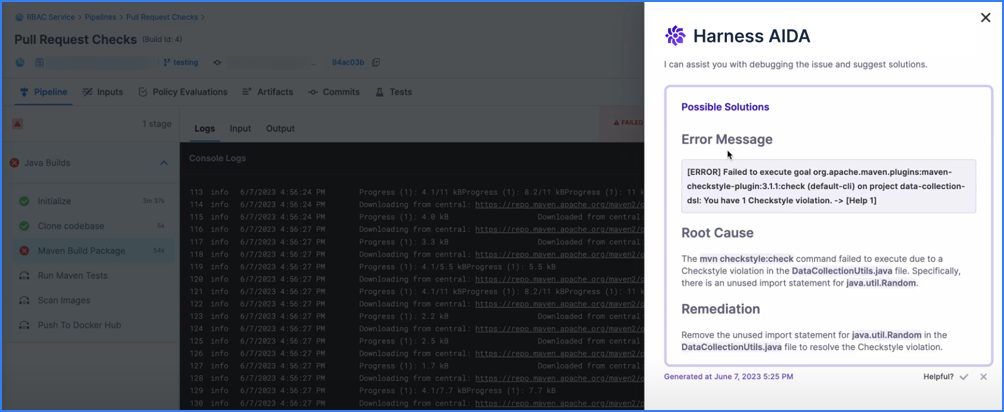 RBAC Service > Pipelines > Pull Request Checks >
Pull Request Checks (Build Id: 4)
testing ... 94ac03b
Pipeline Inputs Policy Evaluations Artifacts Commits Tests
1 stage
Logs Input Output
FAILED
Java Builds
Console Logs
Initialize
Clone codebase 5s
Maven Build Package 54s
Run Maven Tests
Scan Images
Push To Docker Hub
113 info 6/7/2023 4:56:24 PM Progress (1): 4.1/11 kBProgress (1): 8.2/11 kBProgress (1): 11 k
114 info 6/7/2023 4:56:24 PM Downloading from central: https://repo.maven.apache.org/maven2/o
115 info 6/7/2023 4:56:24 PM Progress (1): 4.0 kB Downloaded from central:
116 info 6/7/2023 4:56:24 PM Downloading from central: https://repo.maven.apache.org/maven2/o
117 info 6/7/2023 4:56:24 PM Progress (1): 3.3 kB Downloaded from central:
118 info 6/7/2023 4:56:27 PM Downloading from central: https://repo.maven.apache.org/maven2/
119 info 6/7/2023 4:56:27 PM Progress (1): 4.1/5.5 kBProgress (1): 5.5 kB
120 info 6/7/2023 4:56:27 PM Downloading from central: https://repo.maven.apache.org/maven2/
121 info 6/7/2023 4:56:27 PM Progress (1): 4.1/11 kBProgress (1): 8.2/11 kBProgress (1): 11 k
122 info 6/7/2023 4:56:27 PM Downloading from central: https://repo.maven.apache.org/maven2/
123 info 6/7/2023 4:56:27 PM Progress (1): 2.2 kB Downloaded from central:
124 info 6/7/2023 4:56:27 PM Downloading from central: https://repo.maven.apache.org/maven2/
125 info 6/7/2023 4:56:27 PM Progress (1): 2.5 kB Downloaded from central:
126 info 6/7/2023 4:56:27 PM Downloading from central: https://repo.maven.apache.org/maven2/
127 info 6/7/2023 4:56:27 PM Progress (1): 1.7 kB Downloaded from central:
128 info 6/7/2023 4:56:27 PM Downloading from central: https://repo.maven.apache.org/maven2/
129 info 6/7/2023 4:56:27 PM Progress (1): 4.1/7.7 kBProgress (1): 7.7 kB
130 info 6/7/2023 4:56:27 PM Downloading from central: https://repo.maven.apache.org/maven2/
Harness AIDA
I can assist you with debugging the issue and suggest solutions.
Possible Solutions
Error Message
[ERROR] Failed to execute goal org.apache.maven.plugins:maven-
checkstyle-plugin:3.1.1:check (default-cli) on project data-collection-
dsl: You have 1 Checkstyle violation. -> [Help 1]
Root Cause
The mvn checkstyle:check command failed to execute due to a
Checkstyle violation in the DataCollectionUtils.java file. Specifically,
there is an unused import statement for java.util.Random.
Remediation
Remove the unused import statement for java.util.Random in the
DataCollectionUtils.java file to resolve the Checkstyle violation.
Generated at June 7, 2023 5:25 PM Helpful?